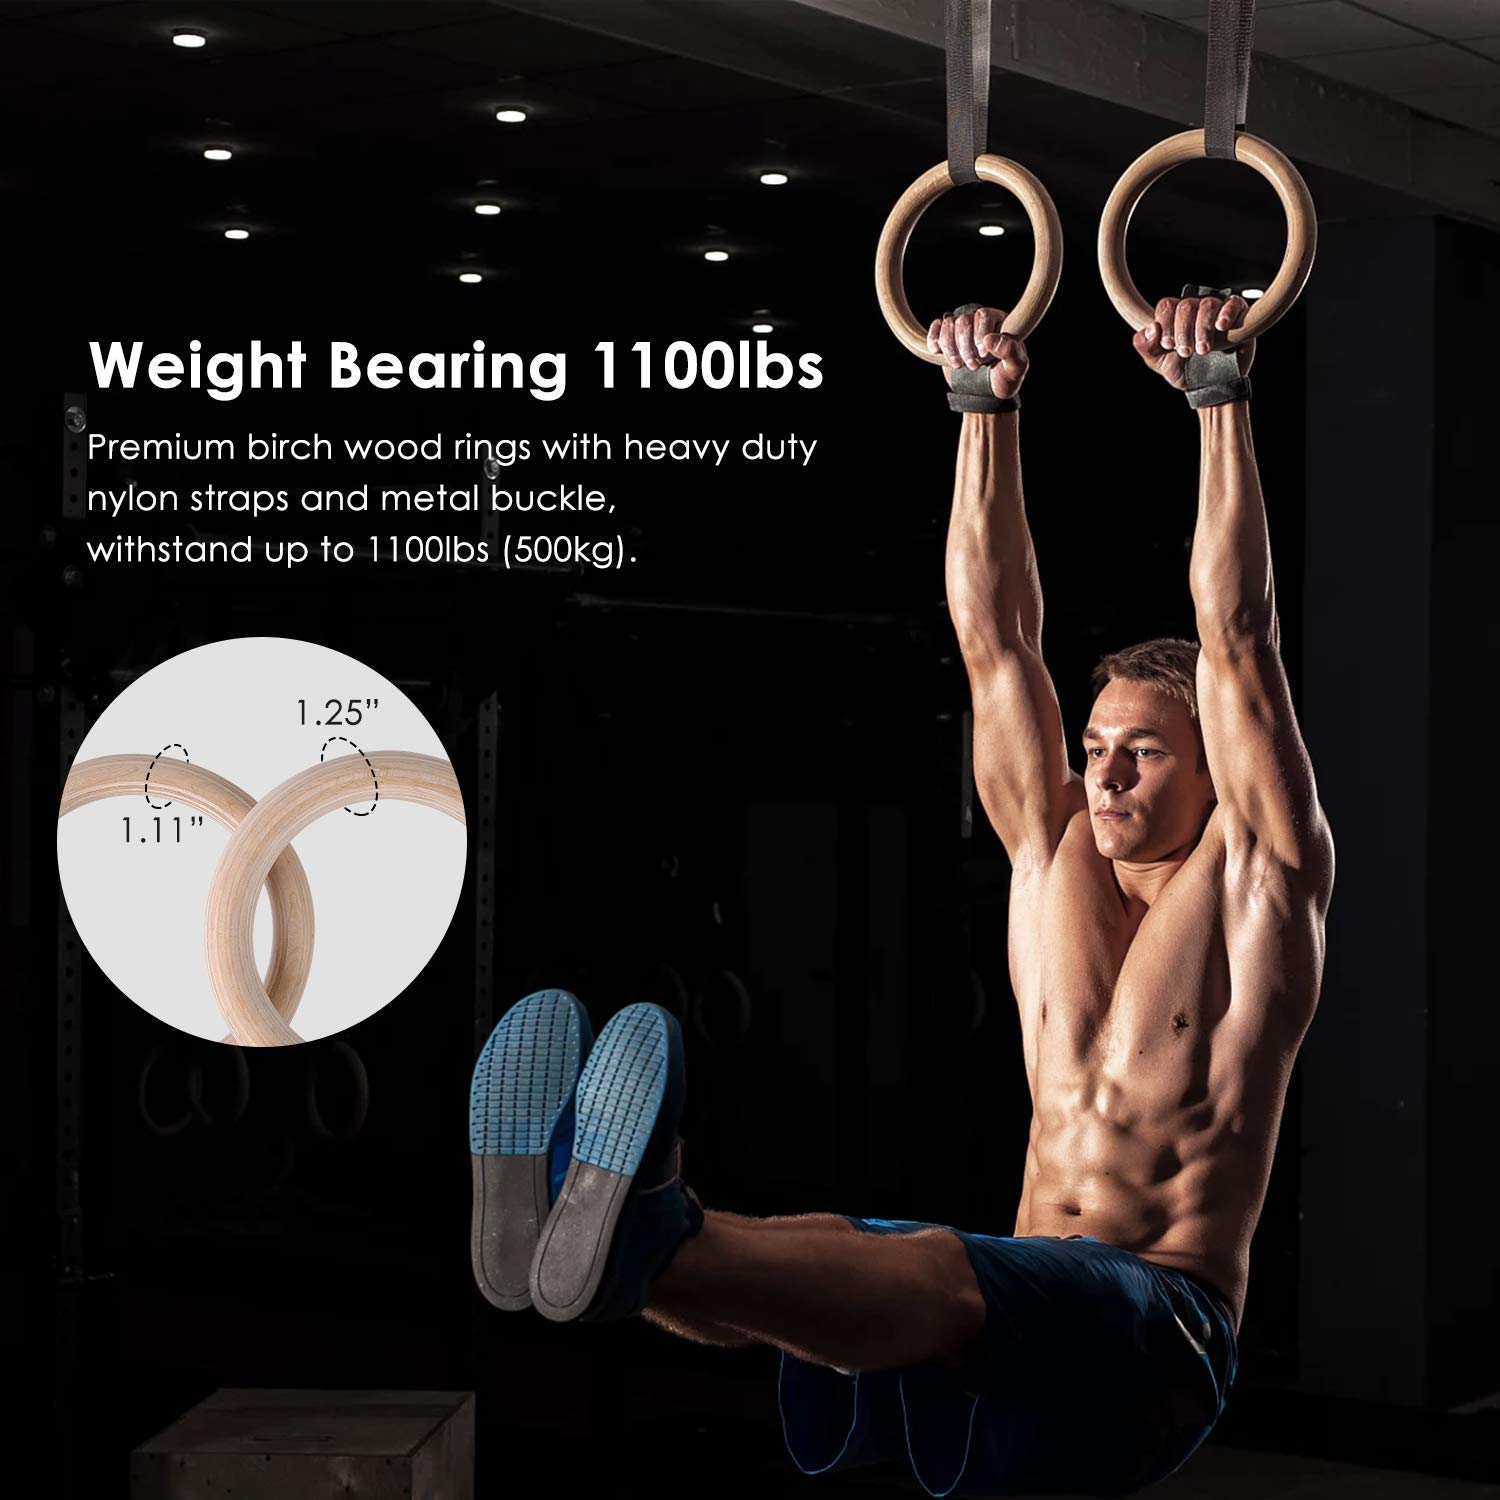 Weight Bearing 1100lbs
Premium birch wood rings with heavy duty
nylon straps and metal buckle,
withstand up to 1100lbs (500kg).
1.25”
1.11”